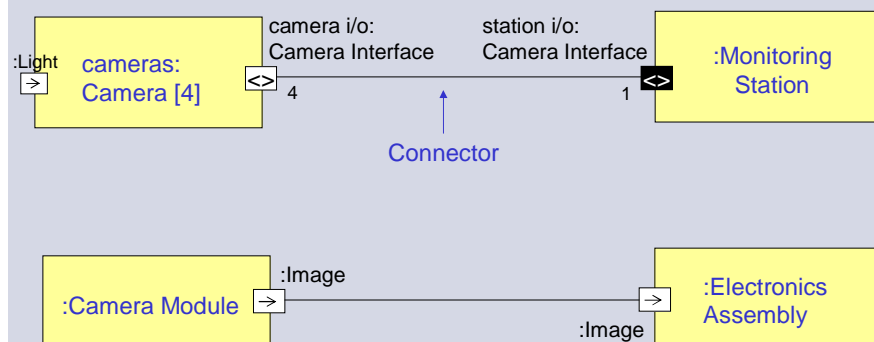 camera i/o:
Camera Interface
station i/o:
Camera Interface
:Light
cameras:
Camera [4]
<>
4
1
<>
:Monitoring
Station
Connector
:Image
:Camera Module
:Electronics
Assembly
:Image